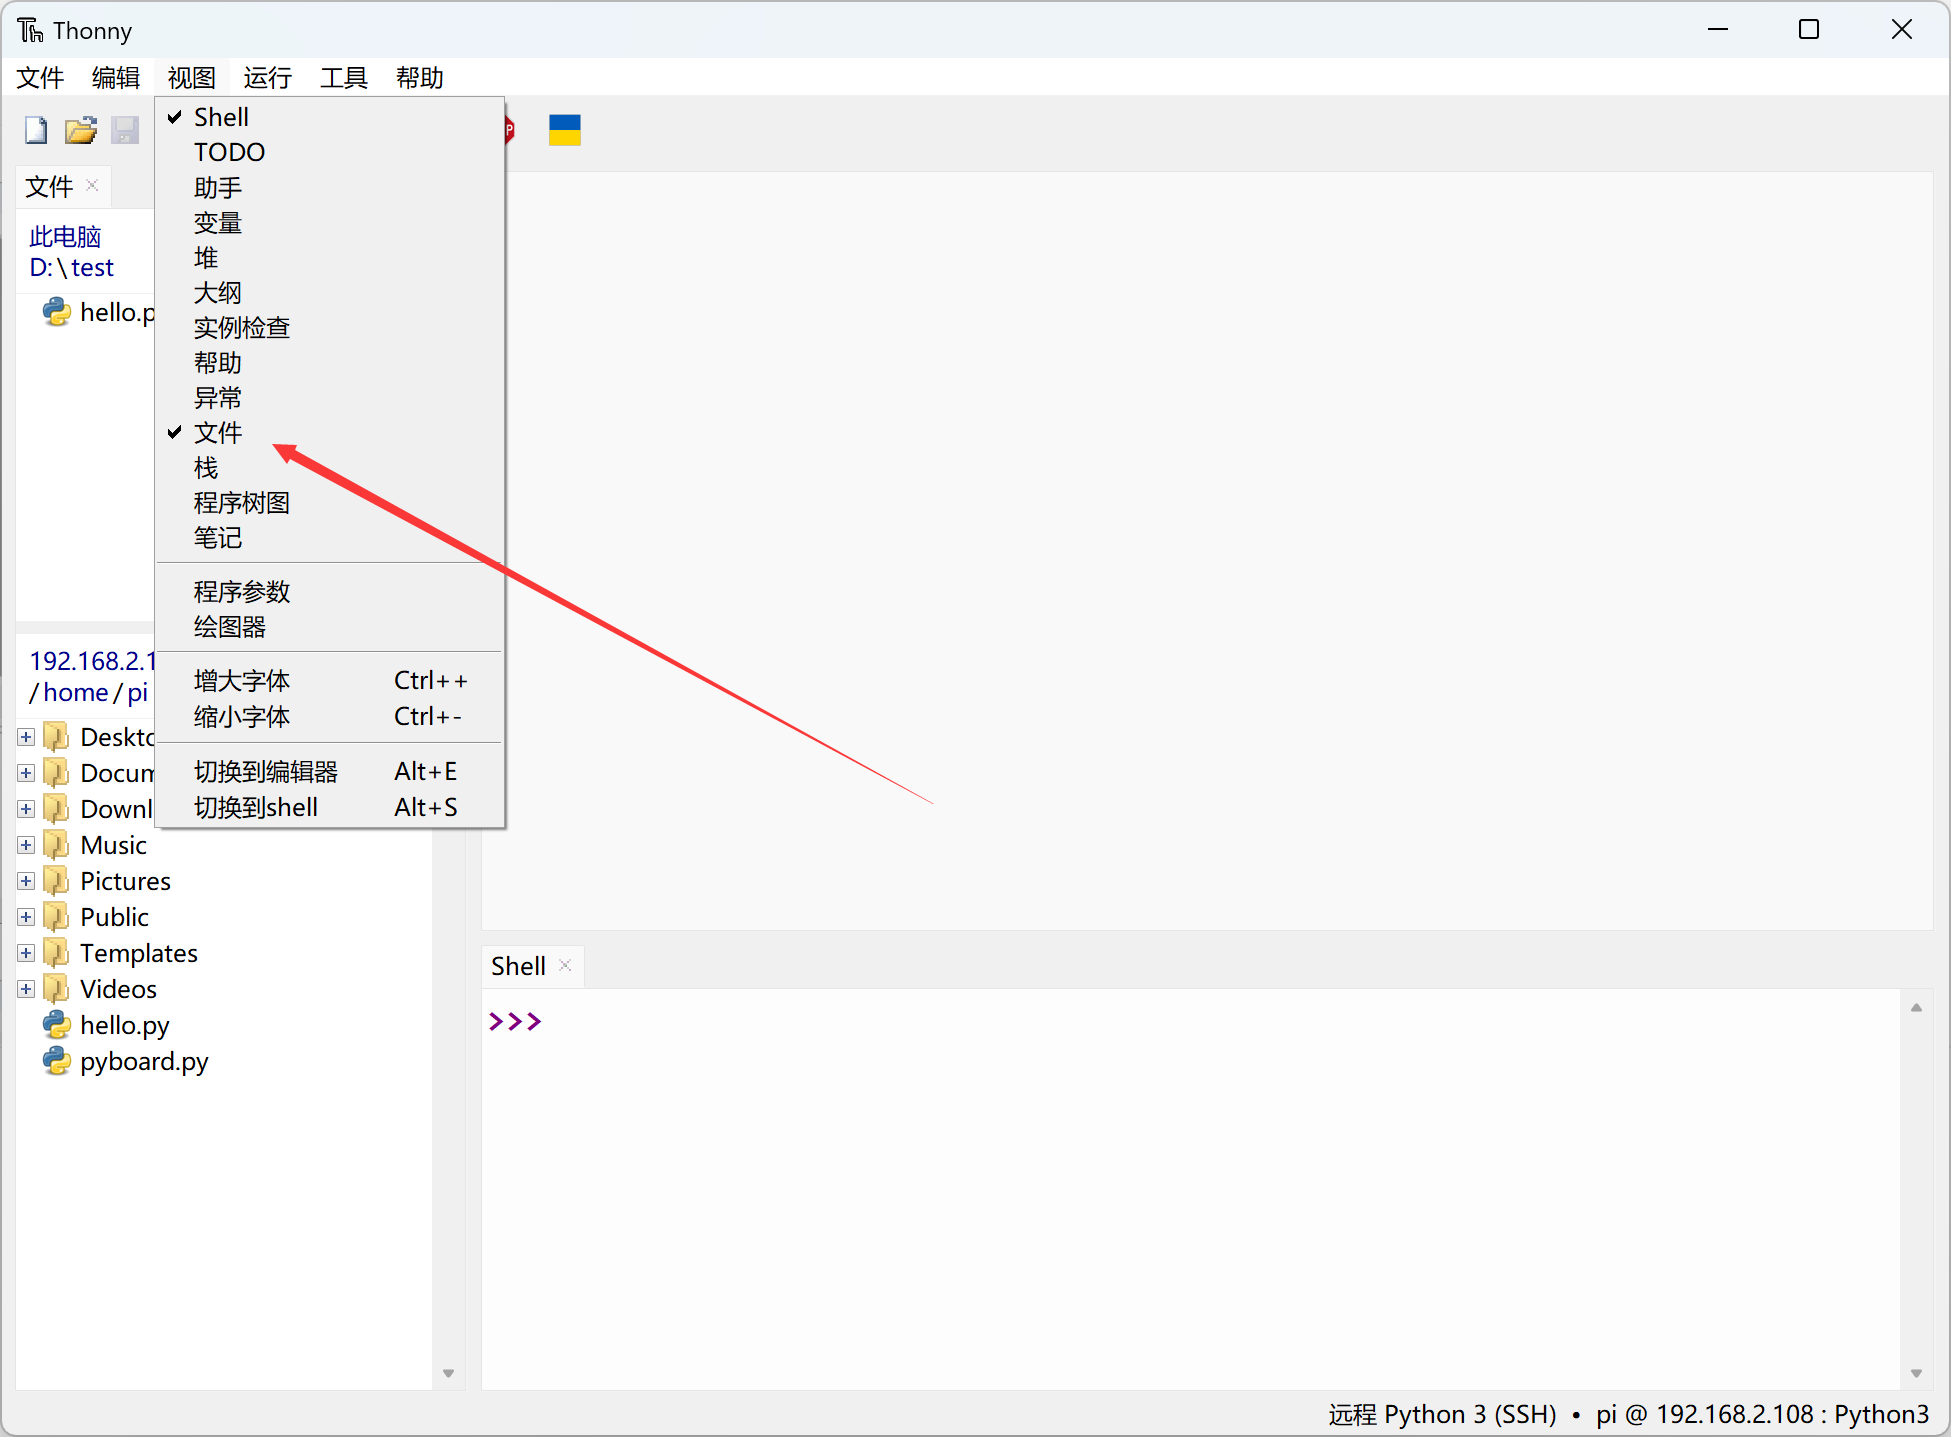 Thonny
文件 编辑 视图 运行 工具 帮助
文件
此电脑
D:\test
hello.p
192.168.2.1
/home/pi
Deskto
Docum
Downl
Music
Pictures
Public
Templates
Videos
hello.py
pyboard.py
Shell
TODO
助手
变量
堆
大纲
实例检查
帮助
异常
文件
栈
程序树图
笔记
程序参数
绘图器
增大字体 Ctrl++
缩小字体 Ctrl+-
切换到编辑器 Alt+E
切换到shell Alt+S
Shell
>>>
远程 Python 3 (SSH) • pi @ 192.168.2.108 : Python3